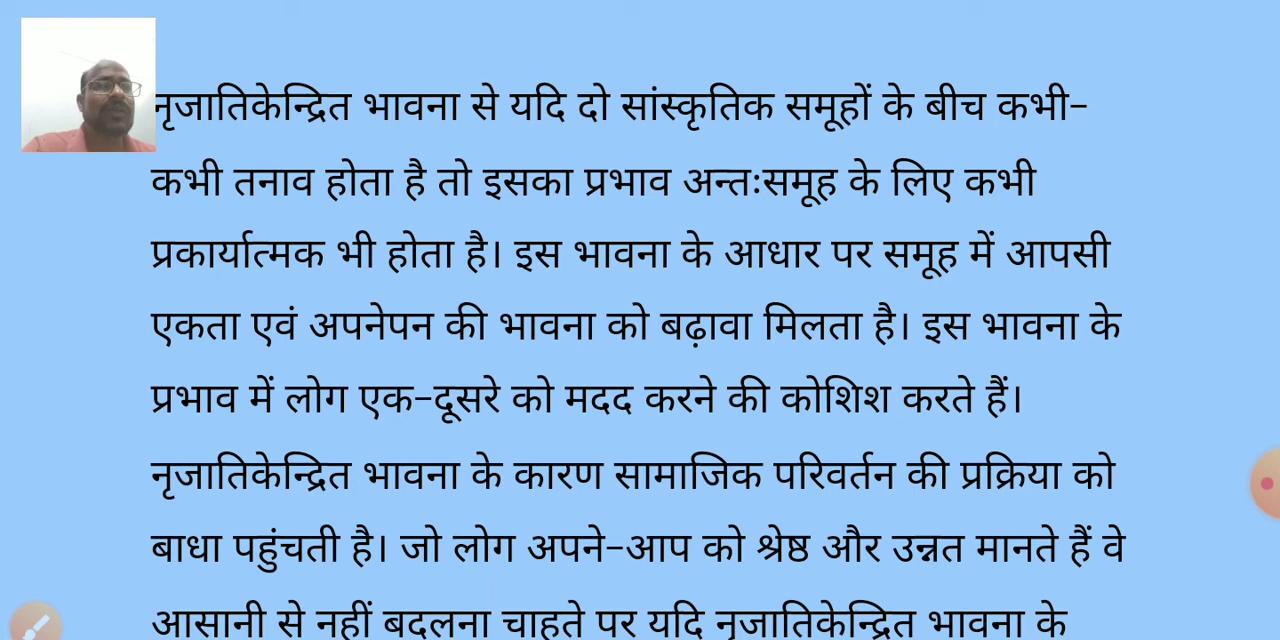 नृजातिकेन्द्रित भावना से यदि दो सांस्कृतिक समूहों के बीच कभी-
कभी तनाव होता है तो इसका प्रभाव अन्तःसमूह के लिए कभी
प्रकार्यात्मक भी होता है। इस भावना के आधार पर समूह में आपसी
एकता एवं अपनेपन की भावना को बढ़ावा मिलता है। इस भावना के
प्रभाव में लोग एक-दूसरे को मदद करने की कोशिश करते हैं।
नृजातिकेन्द्रित भावना के कारण सामाजिक परिवर्तन की प्रक्रिया को
बाधा पहुंचती है। जो लोग अपने-आप को श्रेष्ठ और उन्नत मानते हैं वे
आसानी से नहीं बदलना चाहते पर यदि नृजातिकेन्द्रित भावना के